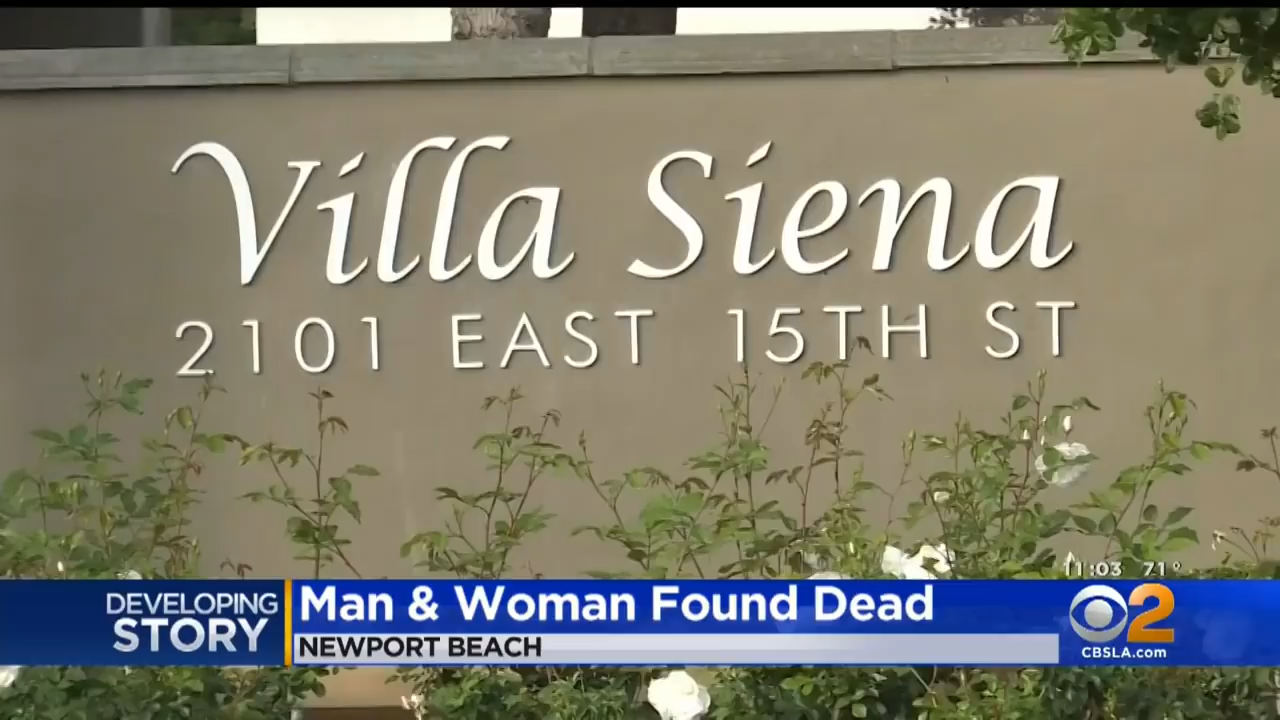 Villa Siena
2101 EAST 15TH ST
11:03 71°
DEVELOPING
STORY
Man & Woman Found Dead
NEWPORT BEACH
2
CBSLA.com